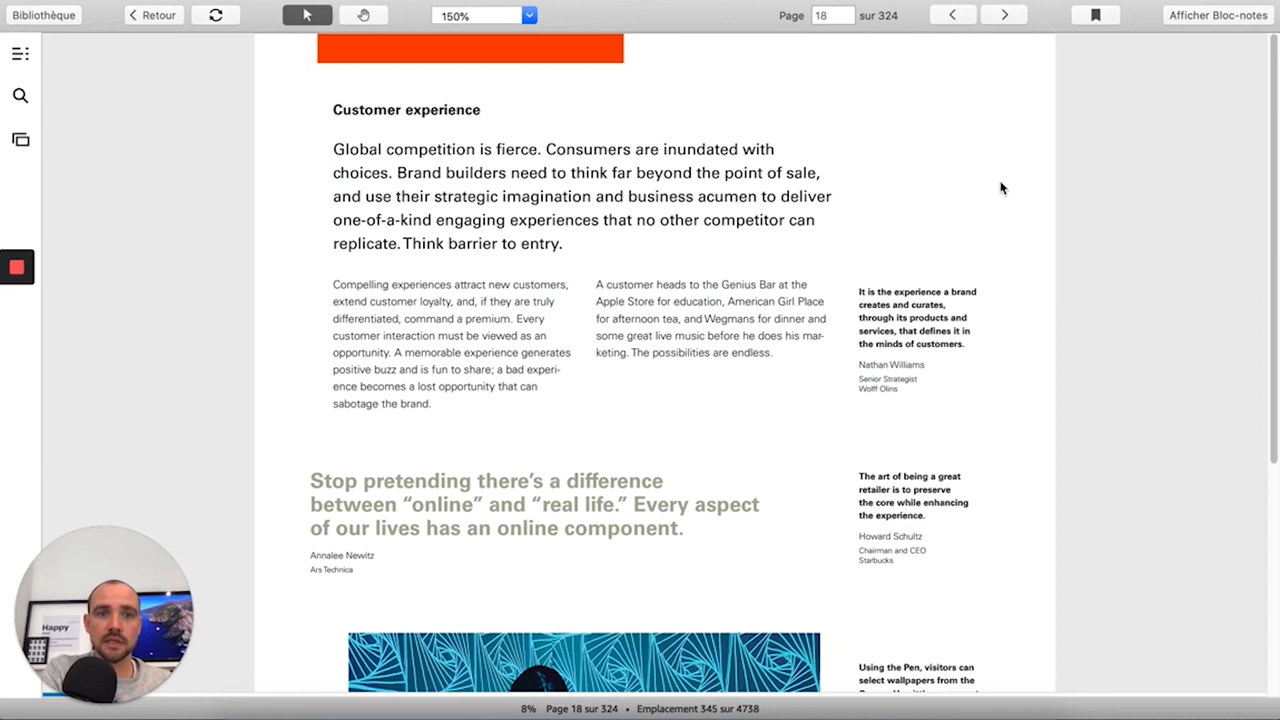 Bibliothèque
Retour
150%
Page 18 sur 324
Afficher Bloc-notes
Customer experience
Global competition is fierce. Consumers are inundated with
choices. Brand builders need to think far beyond the point of sale,
and use their strategic imagination and business acumen to deliver
one-of-a-kind engaging experiences that no other competitor can
replicate. Think barrier to entry.
Compelling experiences attract new customers,
extend customer loyalty, and, if they are truly
differentiated, command a premium. Every
customer interaction must be viewed as an
opportunity. A memorable experience generates
positive buzz and is fun to share; a bad experi-
ence becomes a lost opportunity that can
sabotage the brand.
A customer heads to the Genius Bar at the
Apple Store for education, American Girl Place
for afternoon tea, and Wegmans for dinner and
some great live music before he does his mar-
keting. The possibilities are endless.
It is the experience a brand
creates and curates,
through its products and
services, that defines it in
the minds of customers.
Nathan Williams
Senior Strategist
Wolff Olins
Stop pretending there's a difference
between “online” and “real life.” Every aspect
of our lives has an online component.
Annalee Newitz
Ars Technica
The art of being a great
retailer is to preserve
the core while enhancing
the experience.
Howard Schultz
Chairman and CEO
Starbucks
Using the Pen, visitors can
select wallpapers from the
Happy
8% Page 18 sur 324 • Emplacement 345 sur 4738